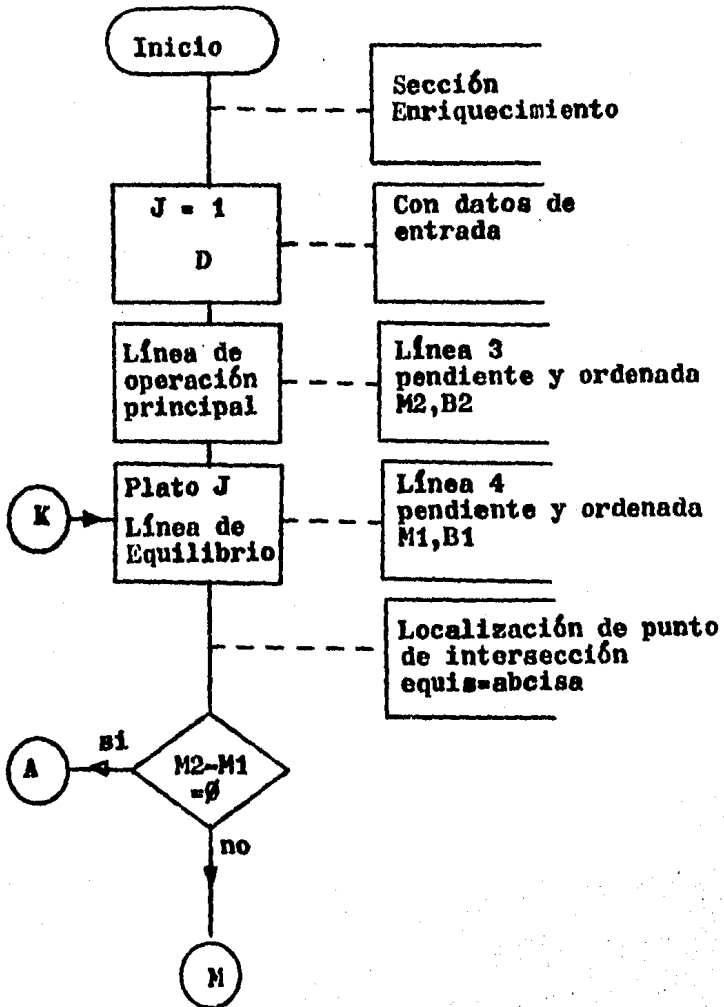 Inicio
Sección
Enriquecimiento
J = 1
D
Con datos de
entrada
Línea de
operación
principal
Línea 3
pendiente y ordenada
M2,B2
K
Plato J
Línea de
Equilibrio
Línea 4
pendiente y ordenada
M1,B1
Localización de punto
de intersección
equis=abcisa
A
si
M2-M1
=Ø
no
M